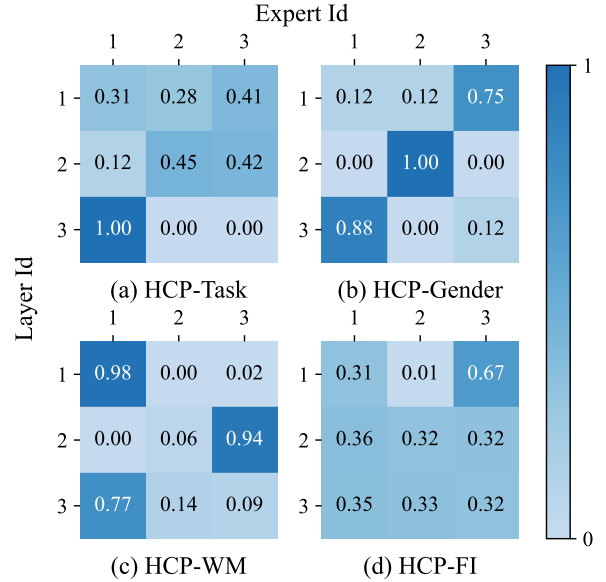 Expert Id
1 2 3
1 2 3
1 0.31 0.28 0.41
1 0.12 0.12 0.75
2 0.12 0.45 0.42
2 0.00 1.00 0.00
3 1.00 0.00 0.00
3 0.88 0.00 0.12
(a) HCP-Task
(b) HCP-Gender
Layer Id
1 2 3
1 2 3
1 0.98 0.00 0.02
1 0.31 0.01 0.67
2 0.00 0.06 0.94
2 0.36 0.32 0.32
3 0.77 0.14 0.09
3 0.35 0.33 0.32
(c) HCP-WM
(d) HCP-FI
1
0